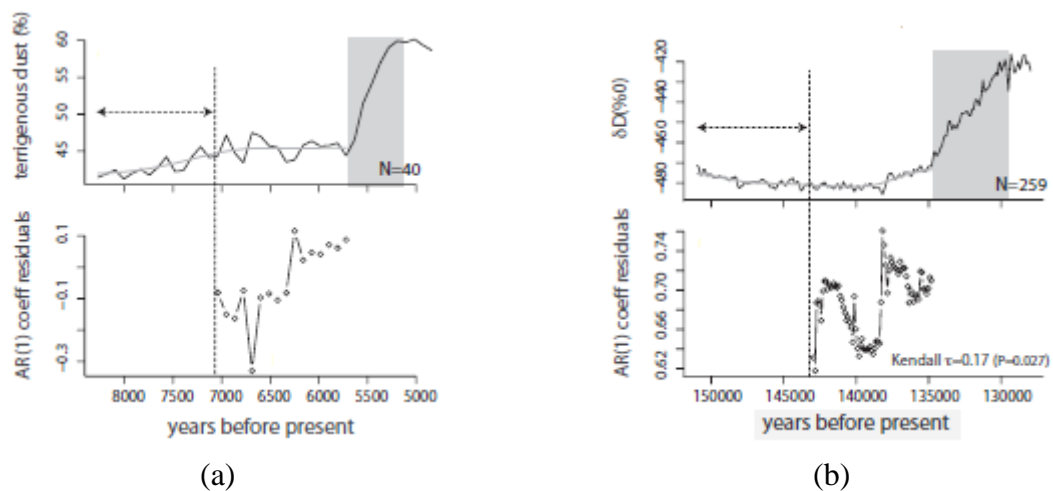 terrigenous dust (%)
60
55
50
45
N=40
AR(1) coeff residuals
0.1
-0.1
-0.3
8000 7000 6500 6000 5500 5000
years before present
(a)
δD(%0)
-420
-440
-460
-480
N=259
AR(1) coeff residuals
0.74
0.70
0.66
0.62
Kendall τ=0.17 (P=0.027)
150000 145000 140000 135000 130000
years before present
(b)